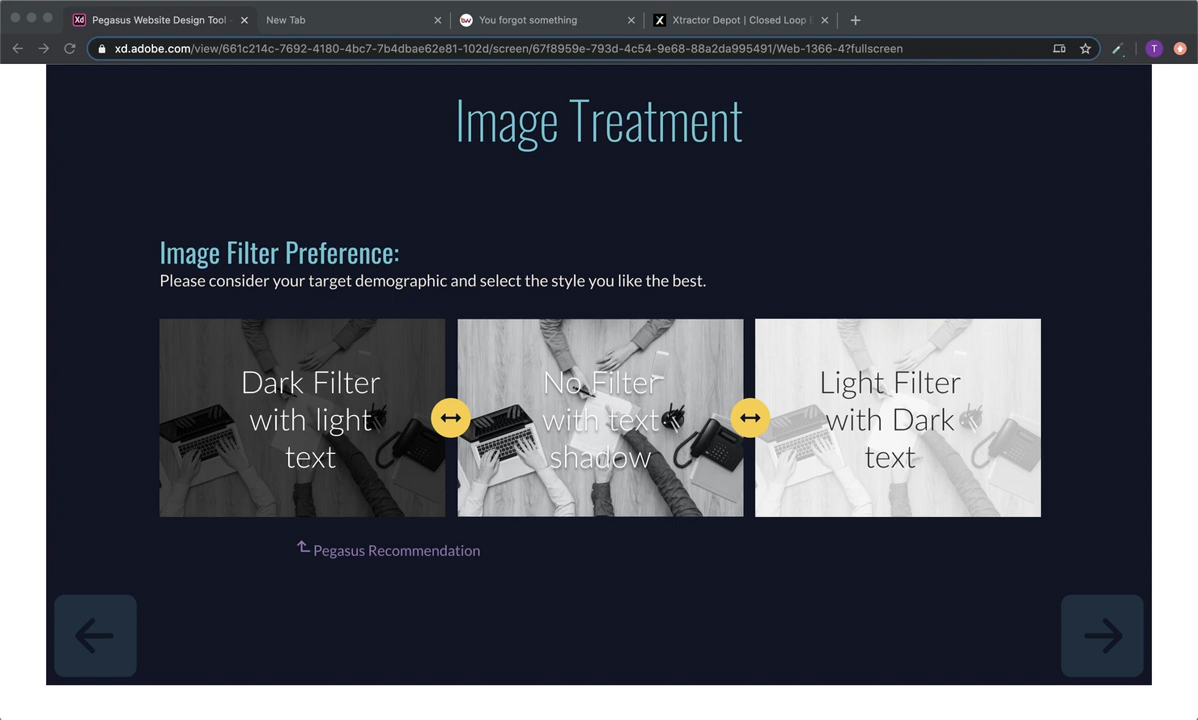 Pegasus Website Design Tool
New Tab
You forgot something
Xtractor Depot | Closed Loop
xd.adobe.com/view/661c214c-7692-4180-4bc7-7b4dbae62e81-102d/screen/67f8959e-793d-4c54-9e68-88a2da995491/Web-1366-4?fullscreen
T
Image Treatment
Image Filter Preference:
Please consider your target demographic and select the style you like the best.
Dark Filter
with light
text
No Filter
with text
shadow
Light Filter
with Dark
text
Pegasus Recommendation